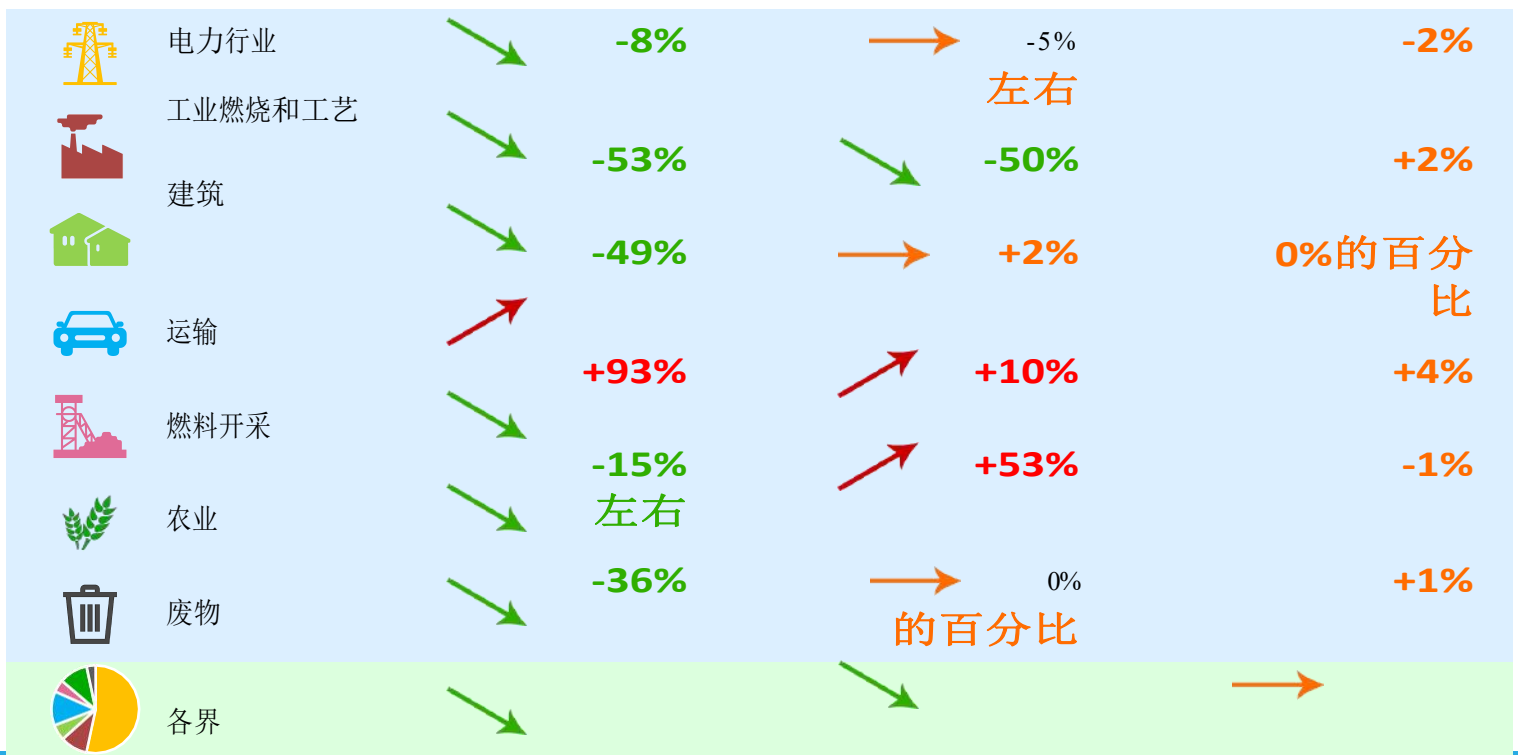 电力行业
-8%
-5%
左右
-2%
工业燃烧和工艺
-53%
-50%
+2%
建筑
-49%
+2%
0%的百分
比
运输
+93%
+10%
+4%
燃料开采
-15%
左右
+53%
-1%
农业
-36%
0%
的百分比
+1%
废物
各界